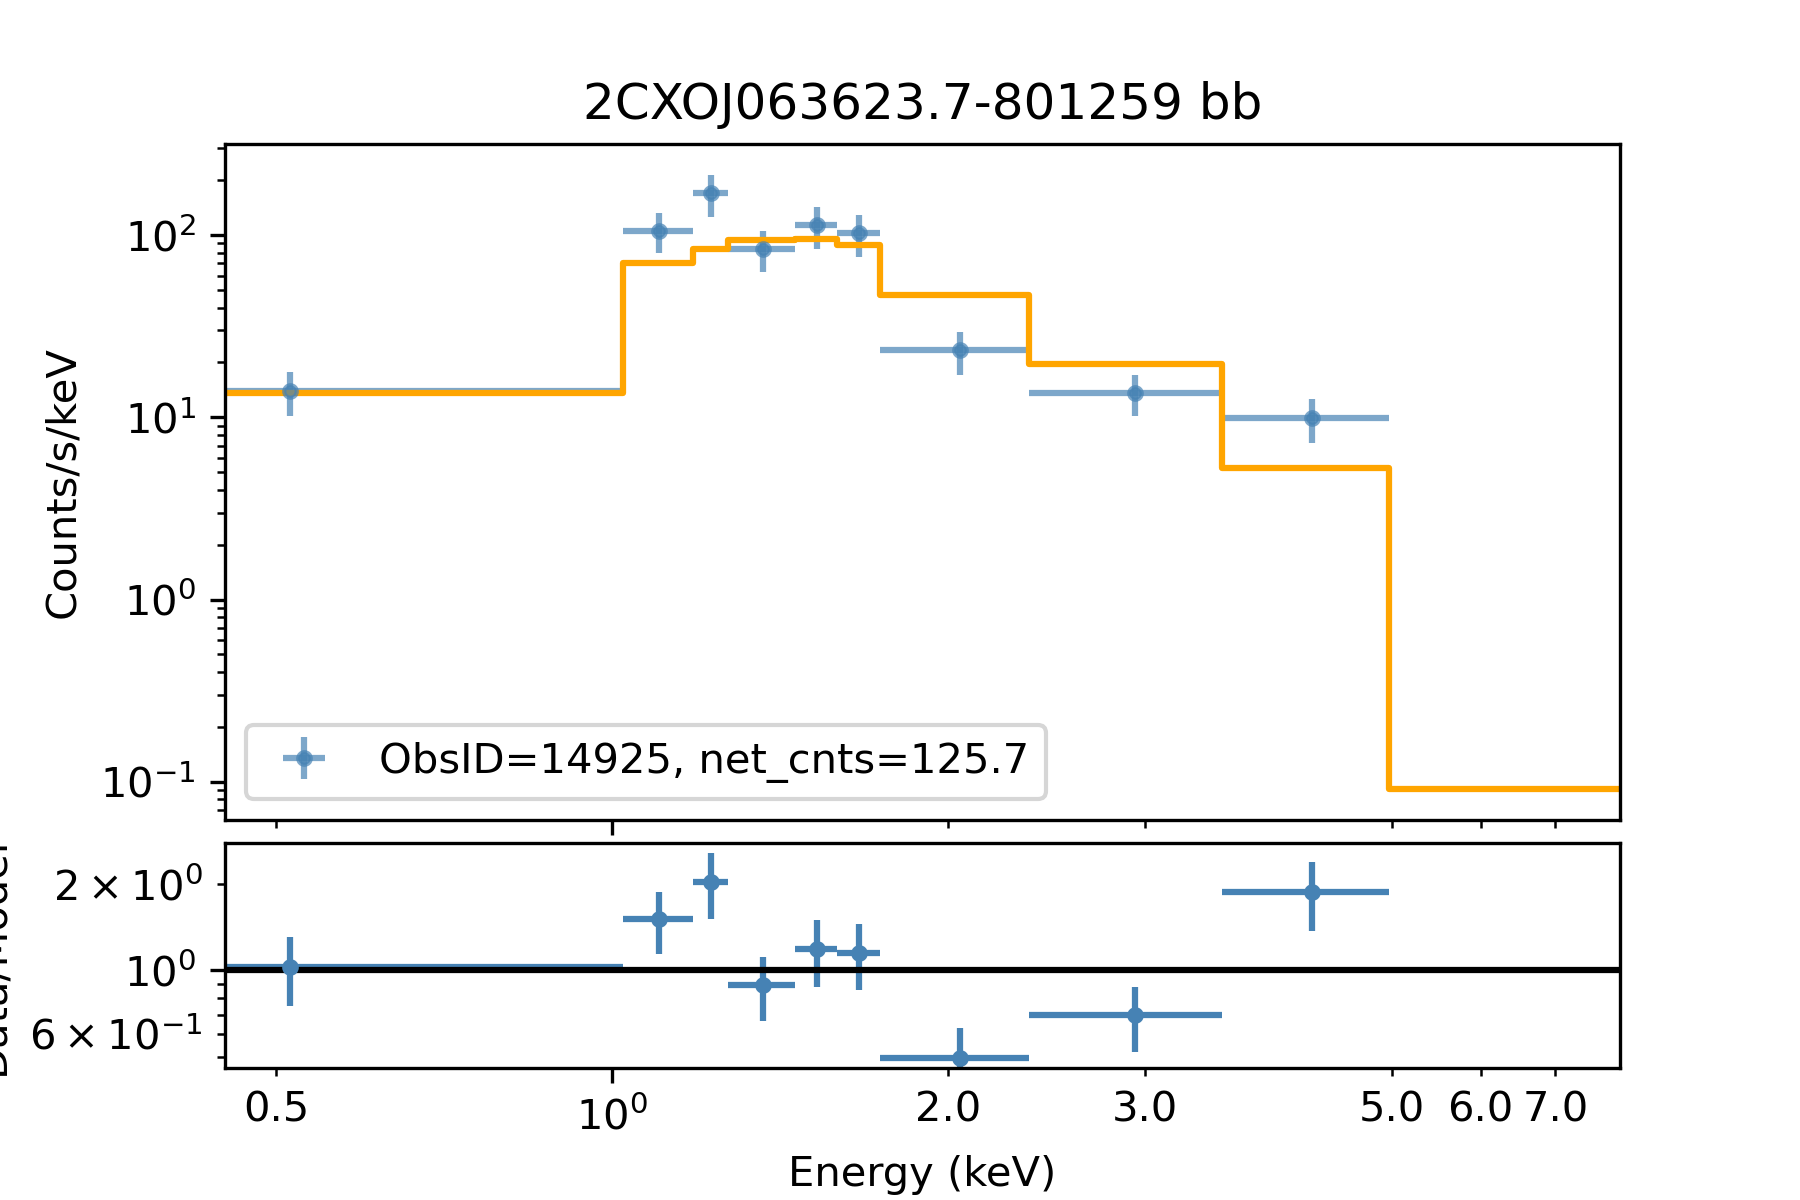 2CXOJ063623.7-801259 bb
Counts/s/keV
10²
10¹
10⁰
10⁻¹
ObsID=14925, net_cnts=125.7
2 × 10⁰
10⁰
6 × 10⁻¹
0.5 10⁰ 2.0 3.0 5.0 6.0 7.0
Energy (keV)